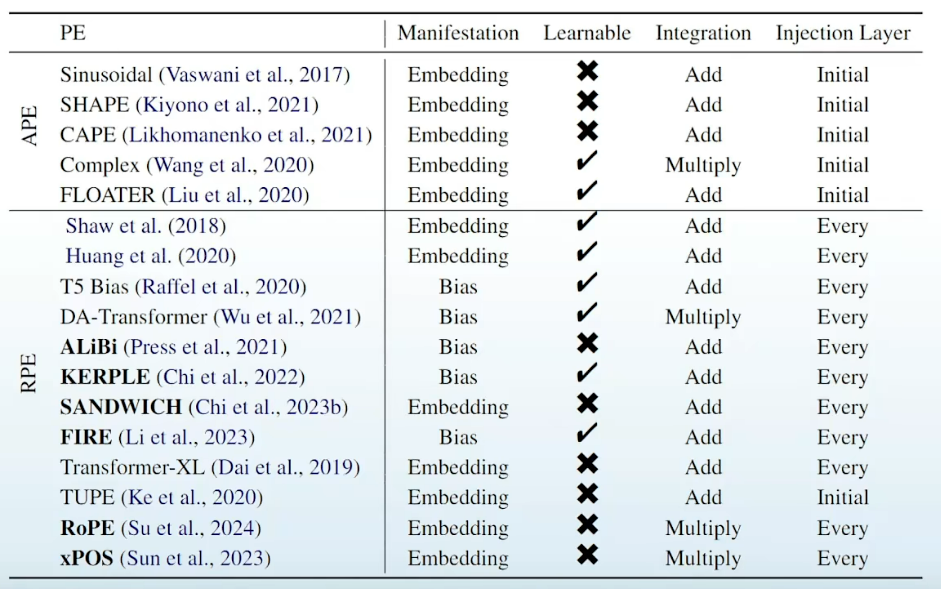 PE Manifestation Learnable Integration Injection Layer
APE
Sinusoidal (Vaswani et al., 2017) Embedding ✖ Add Initial
SHAPE (Kiyono et al., 2021) Embedding ✖ Add Initial
CAPE (Likhomanenko et al., 2021) Embedding ✖ Add Initial
Complex (Wang et al., 2020) Embedding ✓ Multiply Initial
FLOATER (Liu et al., 2020) Embedding ✓ Add Initial
RPE
Shaw et al. (2018) Embedding ✓ Add Every
Huang et al. (2020) Embedding ✓ Add Every
T5 Bias (Raffel et al., 2020) Bias ✓ Add Every
DA-Transformer (Wu et al., 2021) Bias ✓ Multiply Every
ALiBi (Press et al., 2021) Bias ✖ Add Every
KERPLE (Chi et al., 2022) Bias ✓ Add Every
SANDWICH (Chi et al., 2023b) Embedding ✖ Add Every
FIRE (Li et al., 2023) Bias ✓ Add Every
Transformer-XL (Dai et al., 2019) Embedding ✖ Add Every
TUPE (Ke et al., 2020) Embedding ✖ Add Initial
RoPE (Su et al., 2024) Embedding ✖ Multiply Every
xPOS (Sun et al., 2023) Embedding ✖ Multiply Every